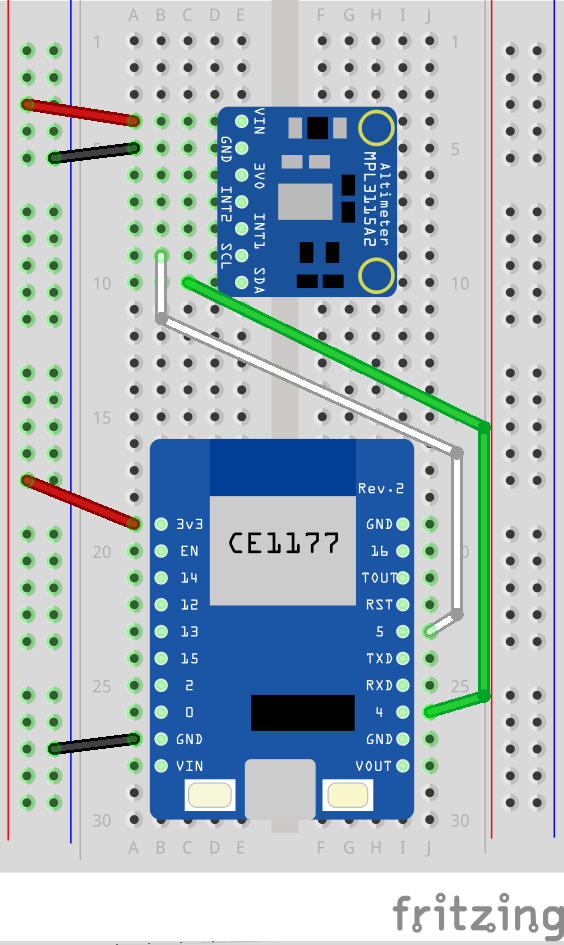 A B C D E F G H I J
1 1
VIN
GND
3VO
INT2
INT1
SCL
SDA
Altimeter
MPL3115A2
5
10 10
15 15
Rev.2
CE1177
3v3 GND
20 EN 16 0
14 TOUT
12 RST
13 5
15 TXD
25 2 RXD 25
0 4
GND GND
VIN VOUT
30 30
A B C D E F G H I J
fritzing